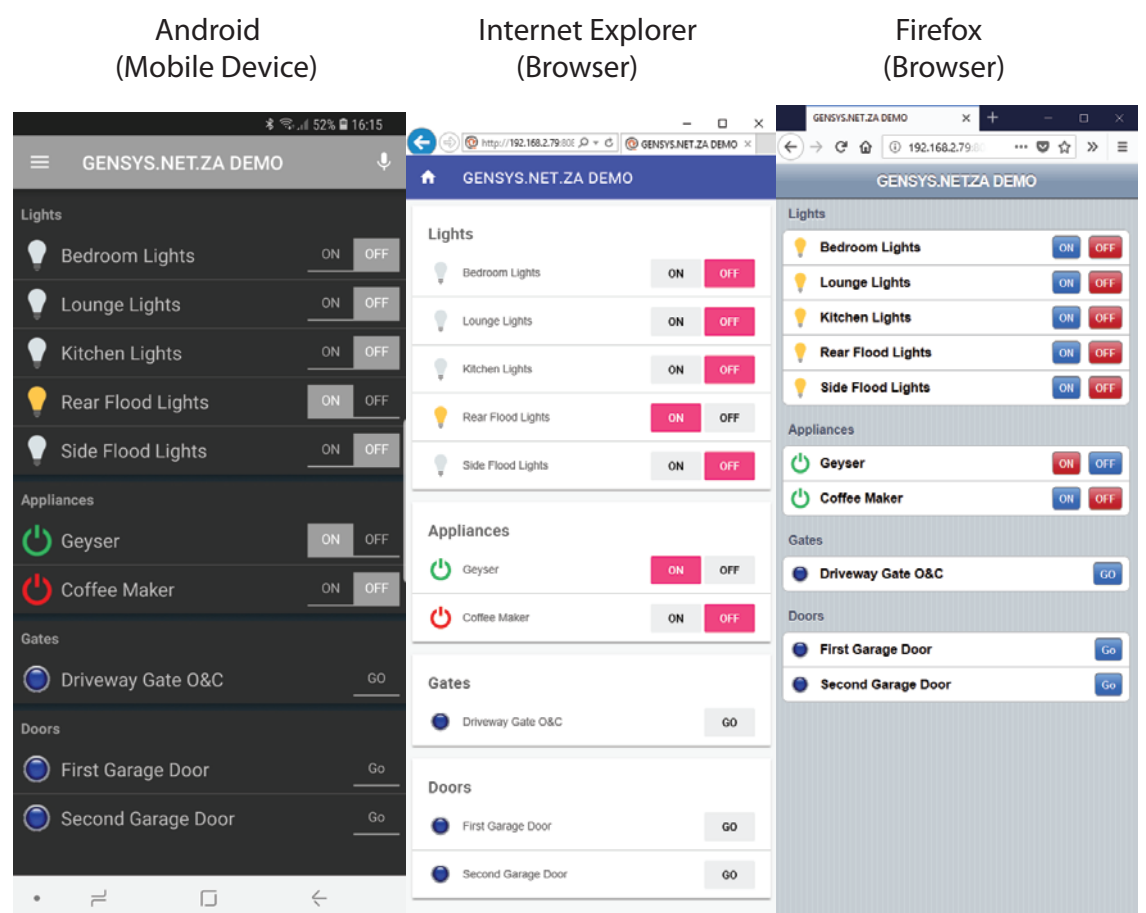 Android
(Mobile Device)
52% 16:15
GENSYS.NET.ZA DEMO
Lights
Bedroom Lights ON OFF
Lounge Lights ON OFF
Kitchen Lights ON OFF
Rear Flood Lights ON OFF
Side Flood Lights ON OFF
Appliances
Geyser ON OFF
Coffee Maker ON OFF
Gates
Driveway Gate O&C GO
Doors
First Garage Door Go
Second Garage Door Go
Internet Explorer
(Browser)
http://192.168.2.79:808 GENSYS.NET.ZA DEMO
GENSYS.NET.ZA DEMO
Lights
Bedroom Lights ON OFF
Lounge Lights ON OFF
Kitchen Lights ON OFF
Rear Flood Lights ON OFF
Side Flood Lights ON OFF
Appliances
Geyser ON OFF
Coffee Maker ON OFF
Gates
Driveway Gate O&C GO
Doors
First Garage Door GO
Second Garage Door GO
Firefox
(Browser)
GENSYS.NET.ZA DEMO
192.168.2.79:80
GENSYS.NET.ZA DEMO
Lights
Bedroom Lights ON OFF
Lounge Lights ON OFF
Kitchen Lights ON OFF
Rear Flood Lights ON OFF
Side Flood Lights ON OFF
Appliances
Geyser ON OFF
Coffee Maker ON OFF
Gates
Driveway Gate O&C GO
Doors
First Garage Door Go
Second Garage Door Go